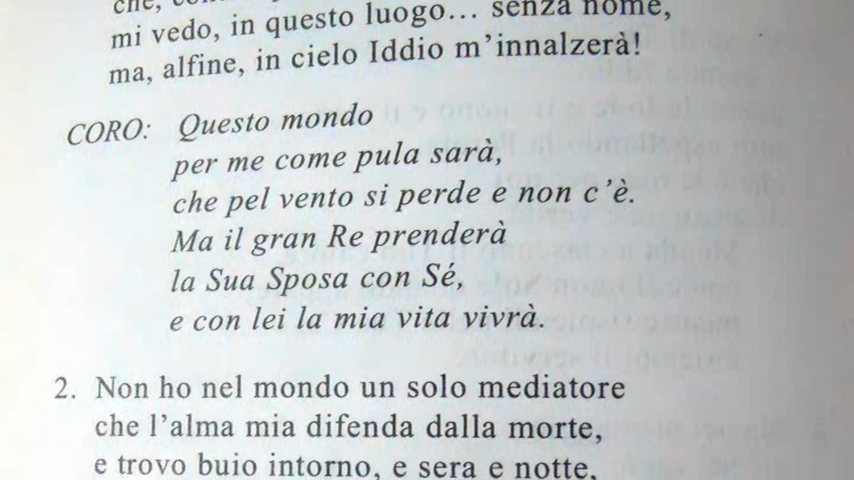 che,
mi vedo, in questo luogo... senza nome,
ma, alfine, in cielo Iddio m'innalzerà!
CORO: Questo mondo
per me come pula sarà,
che pel vento si perde e non c'è.
Ma il gran Re prenderà
la Sua Sposa con Sé,
e con lei la mia vita vivrà.
2. Non ho nel mondo un solo mediatore
che l'alma mia difenda dalla morte,
e trovo buio intorno, e sera e notte,